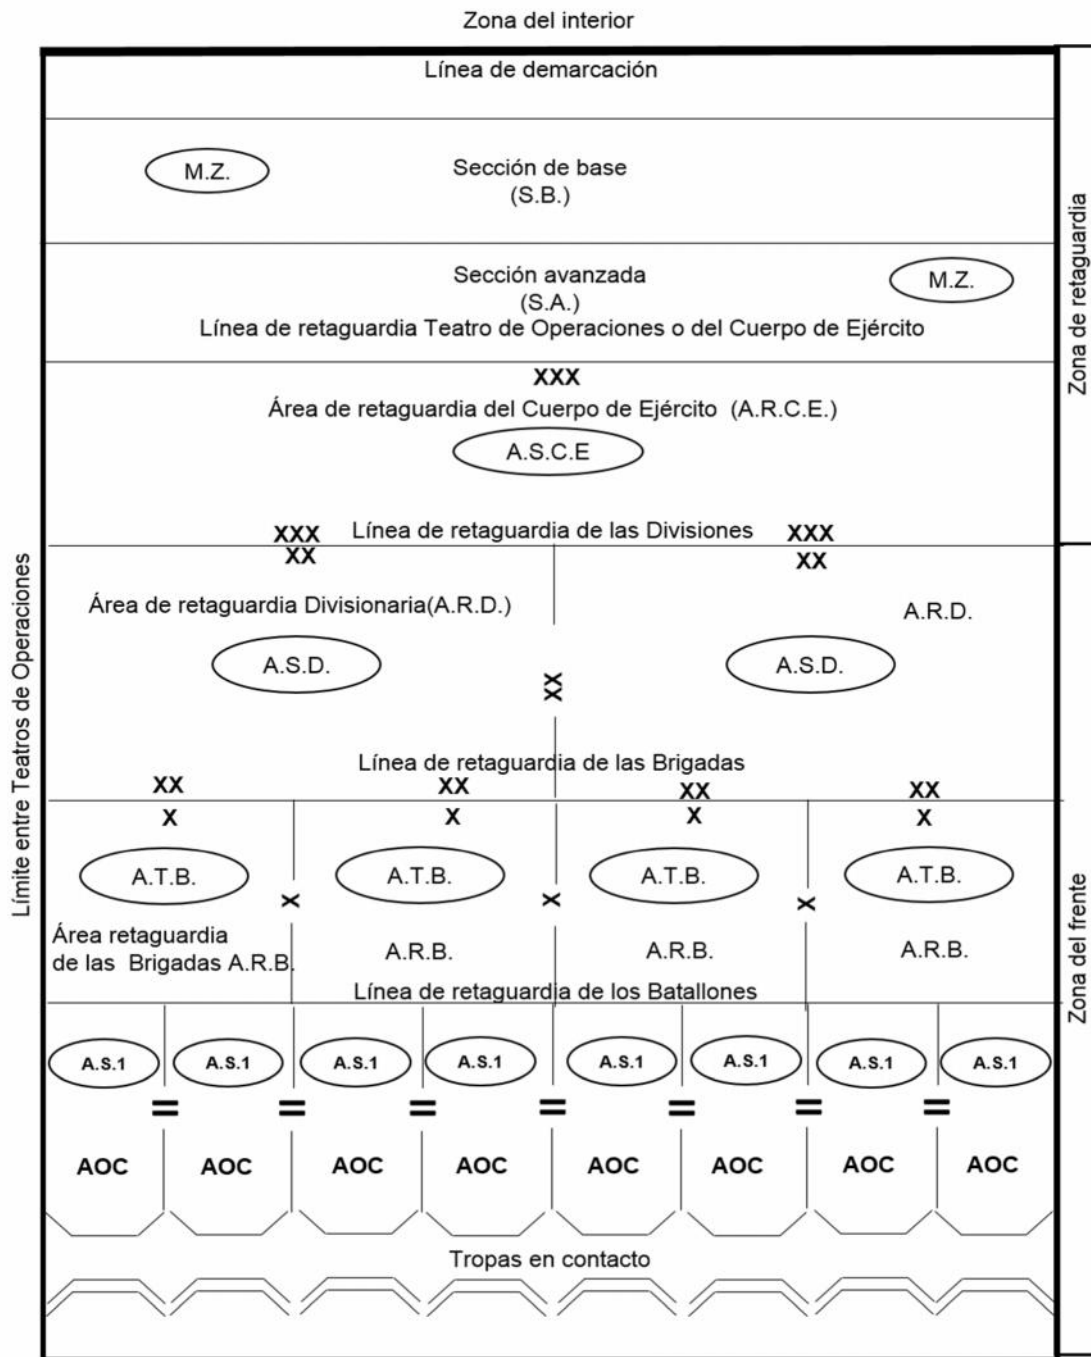 Zona del interior
Línea de demarcación
M.Z.
Sección de base
(S.B.)
Sección avanzada
(S.A.)
M.Z.
Línea de retaguardia Teatro de Operaciones o del Cuerpo de Ejército
XXX
Área de retaguardia del Cuerpo de Ejército (A.R.C.E.)
A.S.C.E
Zona de retaguardia
XXX Línea de retaguardia de las Divisiones XXX
XX XX
Área de retaguardia Divisionaria(A.R.D.) A.R.D.
A.S.D. A.S.D.
XX
Límite entre Teatros de Operaciones
Línea de retaguardia de las Brigadas
XX XX XX XX
X X X X
A.T.B. A.T.B. A.T.B. A.T.B.
X X X
Área retaguardia
de las Brigadas A.R.B. A.R.B. A.R.B. A.R.B.
Línea de retaguardia de los Batallones
Zona del frente
A.S.1 A.S.1 A.S.1 A.S.1 A.S.1 A.S.1 A.S.1 A.S.1
AOC AOC AOC AOC AOC AOC AOC AOC
Tropas en contacto